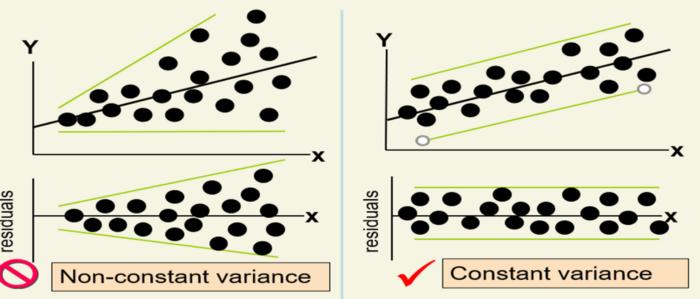 Y
x
residuals
x
Non-constant variance
Y
x
residuals
x
Constant variance